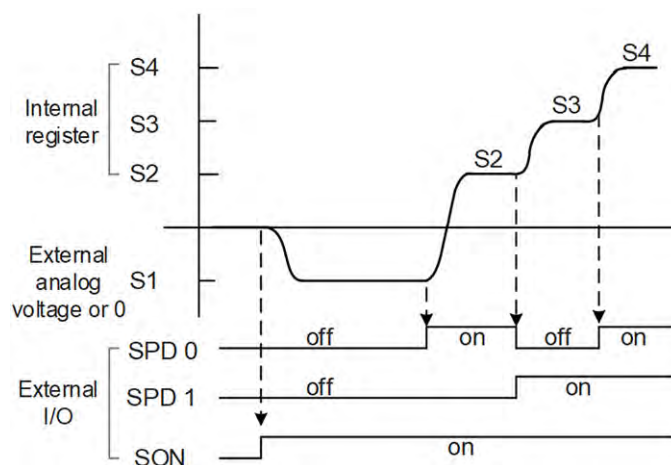 S4
S4
Internal
register
S3
S3
S2
S2
External
analog
voltage or 0
S1
off
on
off
on
SPD 0
External
I/O
off
on
SPD 1
on
SON